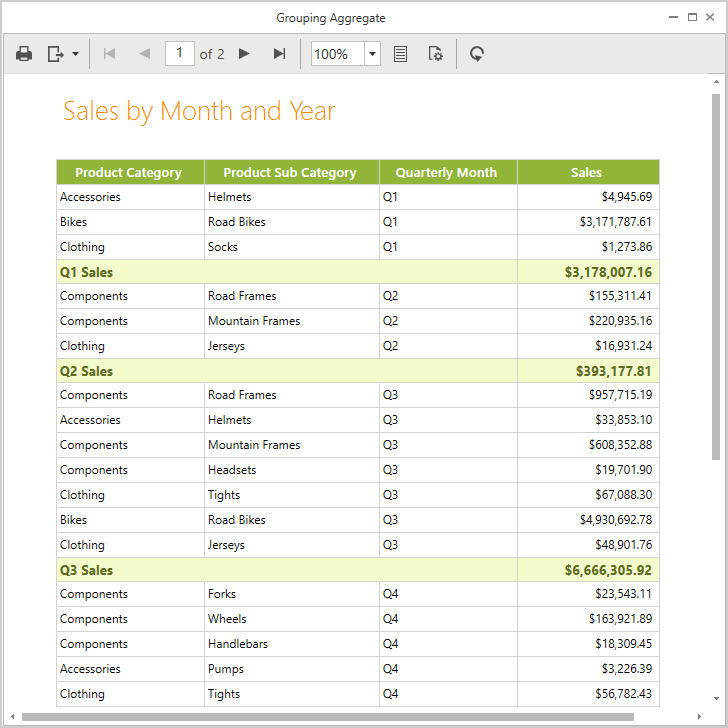 Grouping Aggregate
1 of 2 100%
Sales by Month and Year
Product Category Product Sub Category Quarterly Month Sales
Accessories Helmets Q1 $4,945.69
Bikes Road Bikes Q1 $3,171,787.61
Clothing Socks Q1 $1,273.86
Q1 Sales $3,178,007.16
Components Road Frames Q2 $155,311.41
Components Mountain Frames Q2 $220,935.16
Clothing Jerseys Q2 $16,931.24
Q2 Sales $393,177.81
Components Road Frames Q3 $957,715.19
Accessories Helmets Q3 $33,853.10
Components Mountain Frames Q3 $608,352.88
Components Headsets Q3 $19,701.90
Clothing Tights Q3 $67,088.30
Bikes Road Bikes Q3 $4,930,692.78
Clothing Jerseys Q3 $48,901.76
Q3 Sales $6,666,305.92
Components Forks Q4 $23,543.11
Components Wheels Q4 $163,921.89
Components Handlebars Q4 $18,309.45
Accessories Pumps Q4 $3,226.39
Clothing Tights Q4 $56,782.43